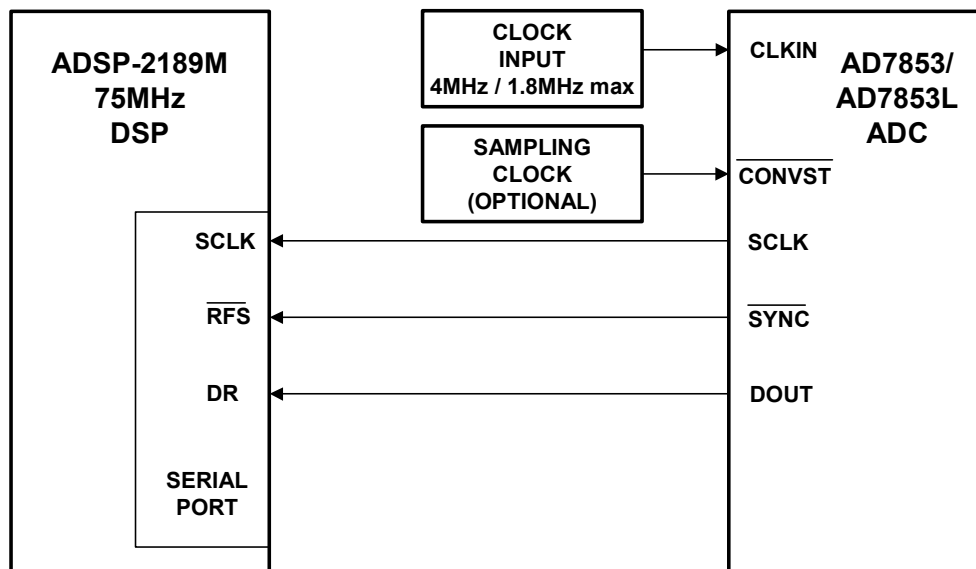 ADSP-2189M
75MHz
DSP
SCLK
RFS
DR
SERIAL
PORT
CLOCK
INPUT
4MHz / 1.8MHz max
SAMPLING
CLOCK
(OPTIONAL)
CLKIN
AD7853/
AD7853L
ADC
CONVST
SCLK
SYNC
DOUT